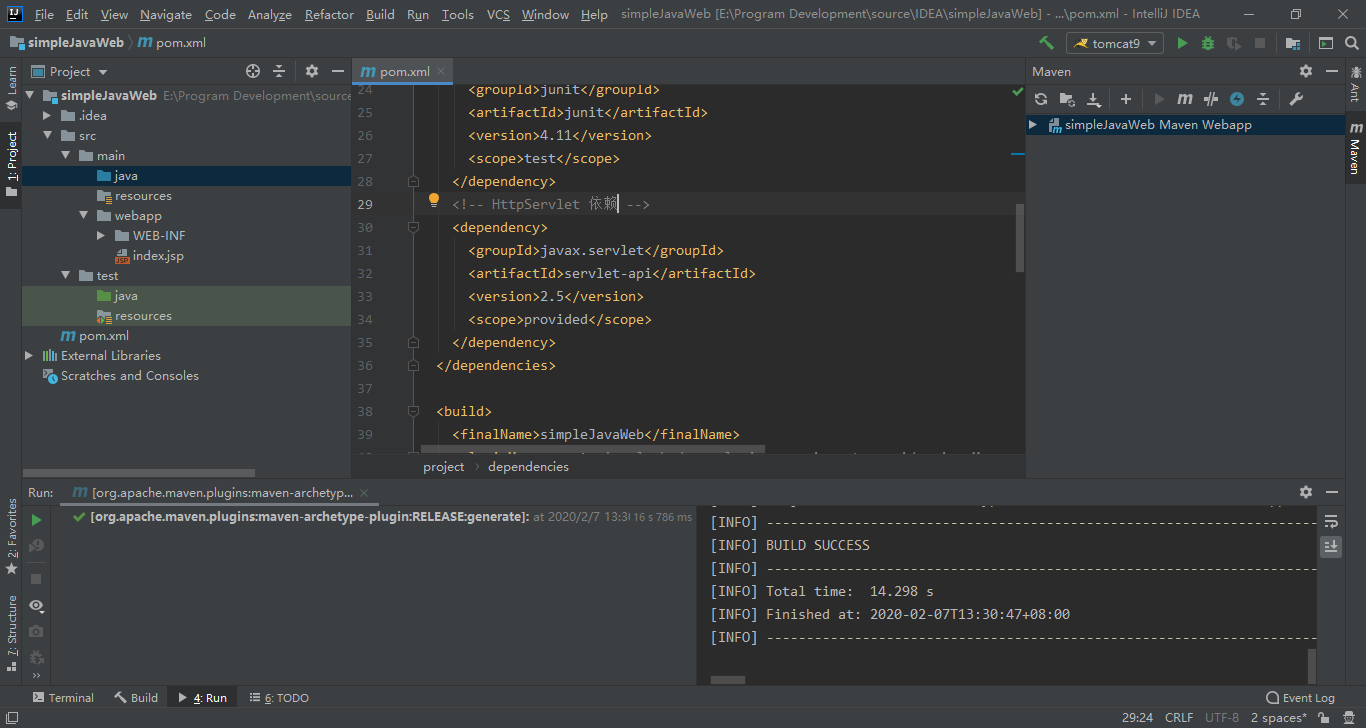 File Edit View Navigate Code Analyze Refactor Build Run Tools VCS Window Help simpleJavaWeb [E:\Program Development\source\IDEA\simpleJavaWeb] - ...\pom.xml - IntelliJ IDEA
simpleJavaWeb pom.xml tomcat9
Learn
1: Project
2: Favorites
7: Structure
Project
simpleJavaWeb E:\Program Development\source
.idea
src
main
java
resources
webapp
WEB-INF
index.jsp
test
java
resources
pom.xml
External Libraries
Scratches and Consoles
pom.xml
24 <groupId>junit</groupId>
25 <artifactId>junit</artifactId>
26 <version>4.11</version>
27 <scope>test</scope>
28 </dependency>
29 <!-- HttpServlet 依赖 -->
30 <dependency>
31 <groupId>javax.servlet</groupId>
32 <artifactId>servlet-api</artifactId>
33 <version>2.5</version>
34 <scope>provided</scope>
35 </dependency>
36 </dependencies>
37
38 <build>
39 <finalName>simpleJavaWeb</finalName>
project › dependencies
Maven
simpleJavaWeb Maven Webapp
Ant
Maven
Run: [org.apache.maven.plugins:maven-archetyp...
[org.apache.maven.plugins:maven-archetype-plugin:RELEASE:generate]: at 2020/2/7 13:30 16 s 786 ms
[INFO] ------------------------------------------------------------------------
[INFO] BUILD SUCCESS
[INFO] ------------------------------------------------------------------------
[INFO] Total time:  14.298 s
[INFO] Finished at: 2020-02-07T13:30:47+08:00
[INFO] ------------------------------------------------------------------------
Terminal Build 4: Run 6: TODO Event Log
29:24 CRLF UTF-8 2 spaces*